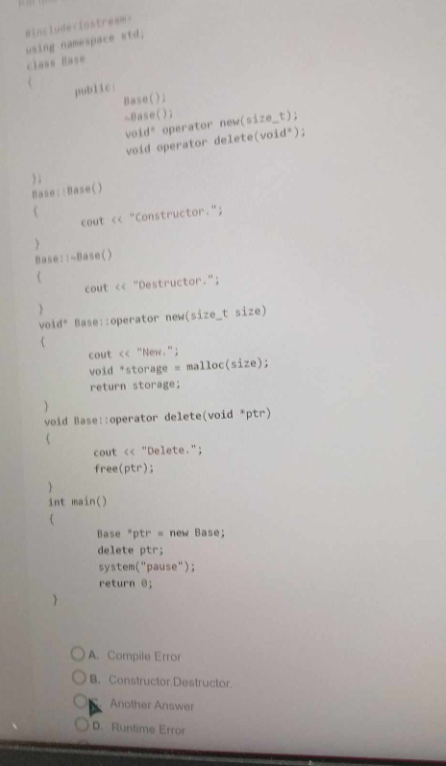 #include<iostream>
using namespace std;
class Base
{
public:
Base();
~Base();
void* operator new(size_t);
void operator delete(void*);
};
Base::Base()
{
cout << "Constructor.";
}
Base::~Base()
{
cout << "Destructor.";
}
void* Base::operator new(size_t size)
{
cout << "New.";
void *storage = malloc(size);
return storage;
}
void Base::operator delete(void *ptr)
{
cout << "Delete.";
free(ptr);
}
int main()
{
Base *ptr = new Base;
delete ptr;
system("pause");
return 0;
}
A. Compile Error
B. Constructor.Destructor.
Another Answer
D. Runtime Error